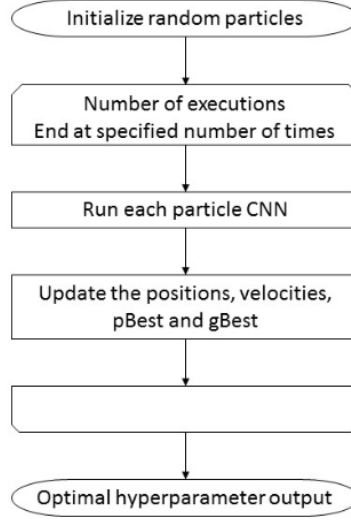 Initialize random particles
Number of executions
End at specified number of times
Run each particle CNN
Update the positions, velocities,
pBest and gBest
Optimal hyperparameter output